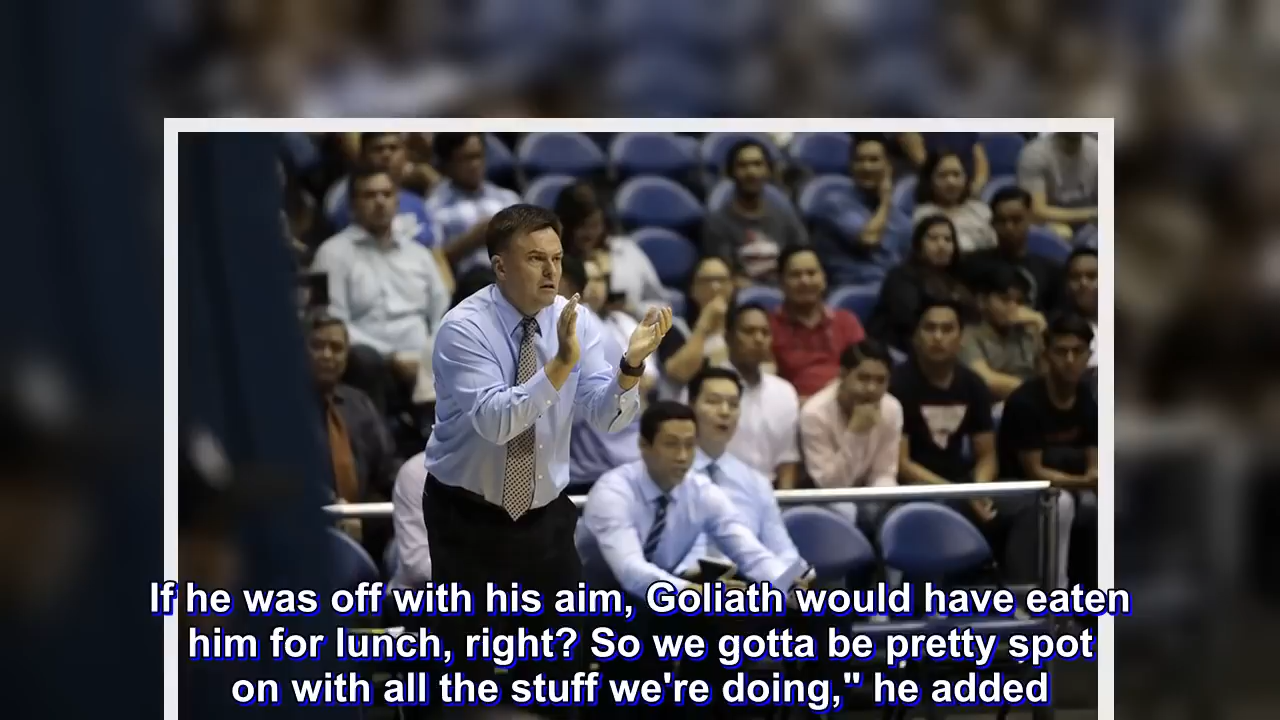 If he was off with his aim, Goliath would have eaten
him for lunch, right? So we gotta be pretty spot
on with all the stuff we're doing," he added